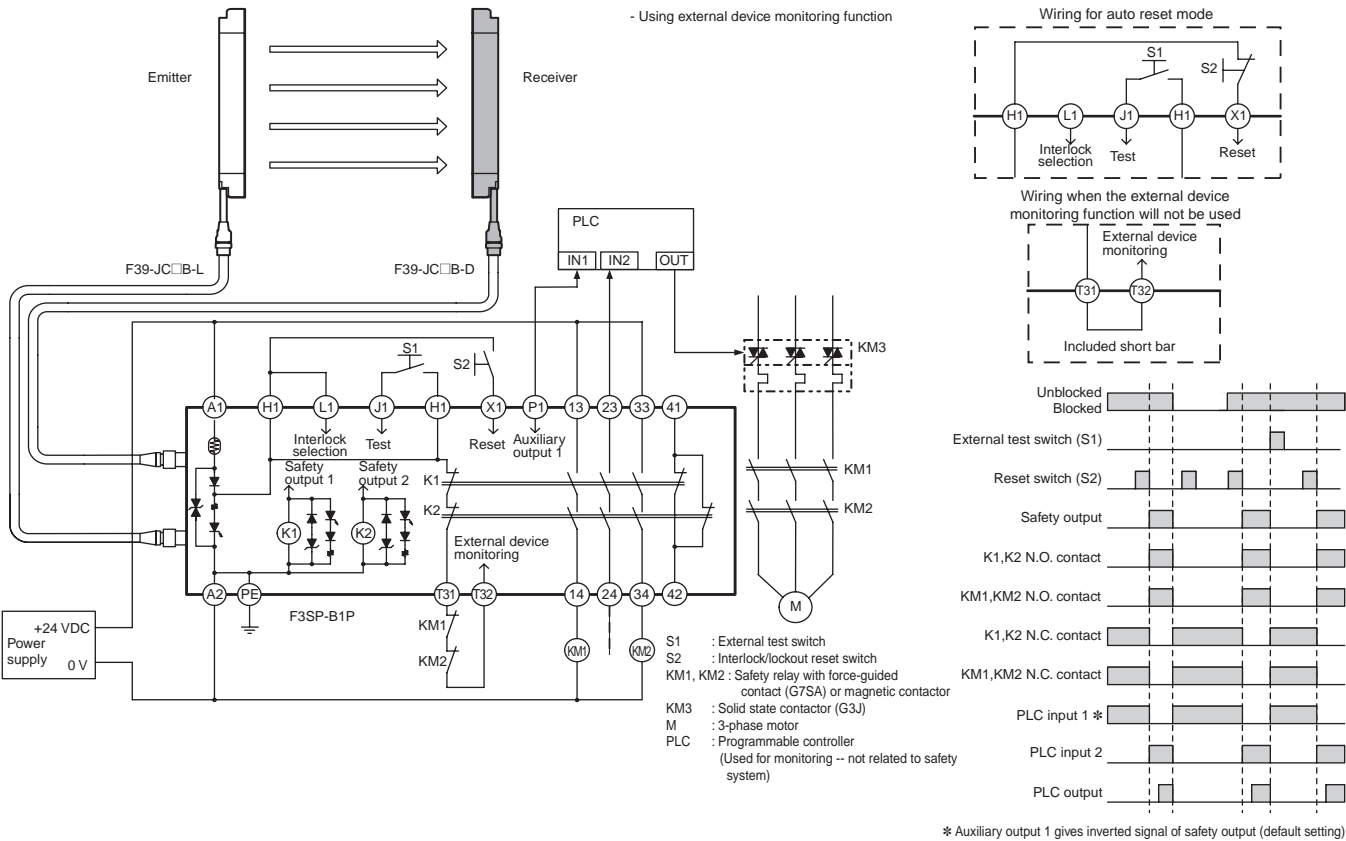 - Using external device monitoring function
Emitter
Receiver
F39-JC□B-L
F39-JC□B-D
PLC
IN1 IN2 OUT
KM3
S1
S2
A1 H1 L1 J1 H1 X1 P1 13 23 33 41
Interlock
selection
Test
Reset
Auxiliary
output 1
Safety
output 1
Safety
output 2
K1
K2
K1
K2
External device
monitoring
KM1
KM2
M
A2 PE T31 T32 14 24 34 42
F3SP-B1P
KM1
KM2
KM1
KM2
+24 VDC
Power
supply
0 V
S1 : External test switch
S2 : Interlock/lockout reset switch
KM1, KM2 : Safety relay with force-guided
contact (G7SA) or magnetic contactor
KM3 : Solid state contactor (G3J)
M : 3-phase motor
PLC : Programmable controller
(Used for monitoring -- not related to safety
system)
Wiring for auto reset mode
S1
S2
H1 L1 J1 H1 X1
Interlock
selection
Test
Reset
Wiring when the external device
monitoring function will not be used
External device
monitoring
T31 T32
Included short bar
Unblocked
Blocked
External test switch (S1)
Reset switch (S2)
Safety output
K1,K2 N.O. contact
KM1,KM2 N.O. contact
K1,K2 N.C. contact
KM1,KM2 N.C. contact
PLC input 1 ✻
PLC input 2
PLC output
✻ Auxiliary output 1 gives inverted signal of safety output (default setting)